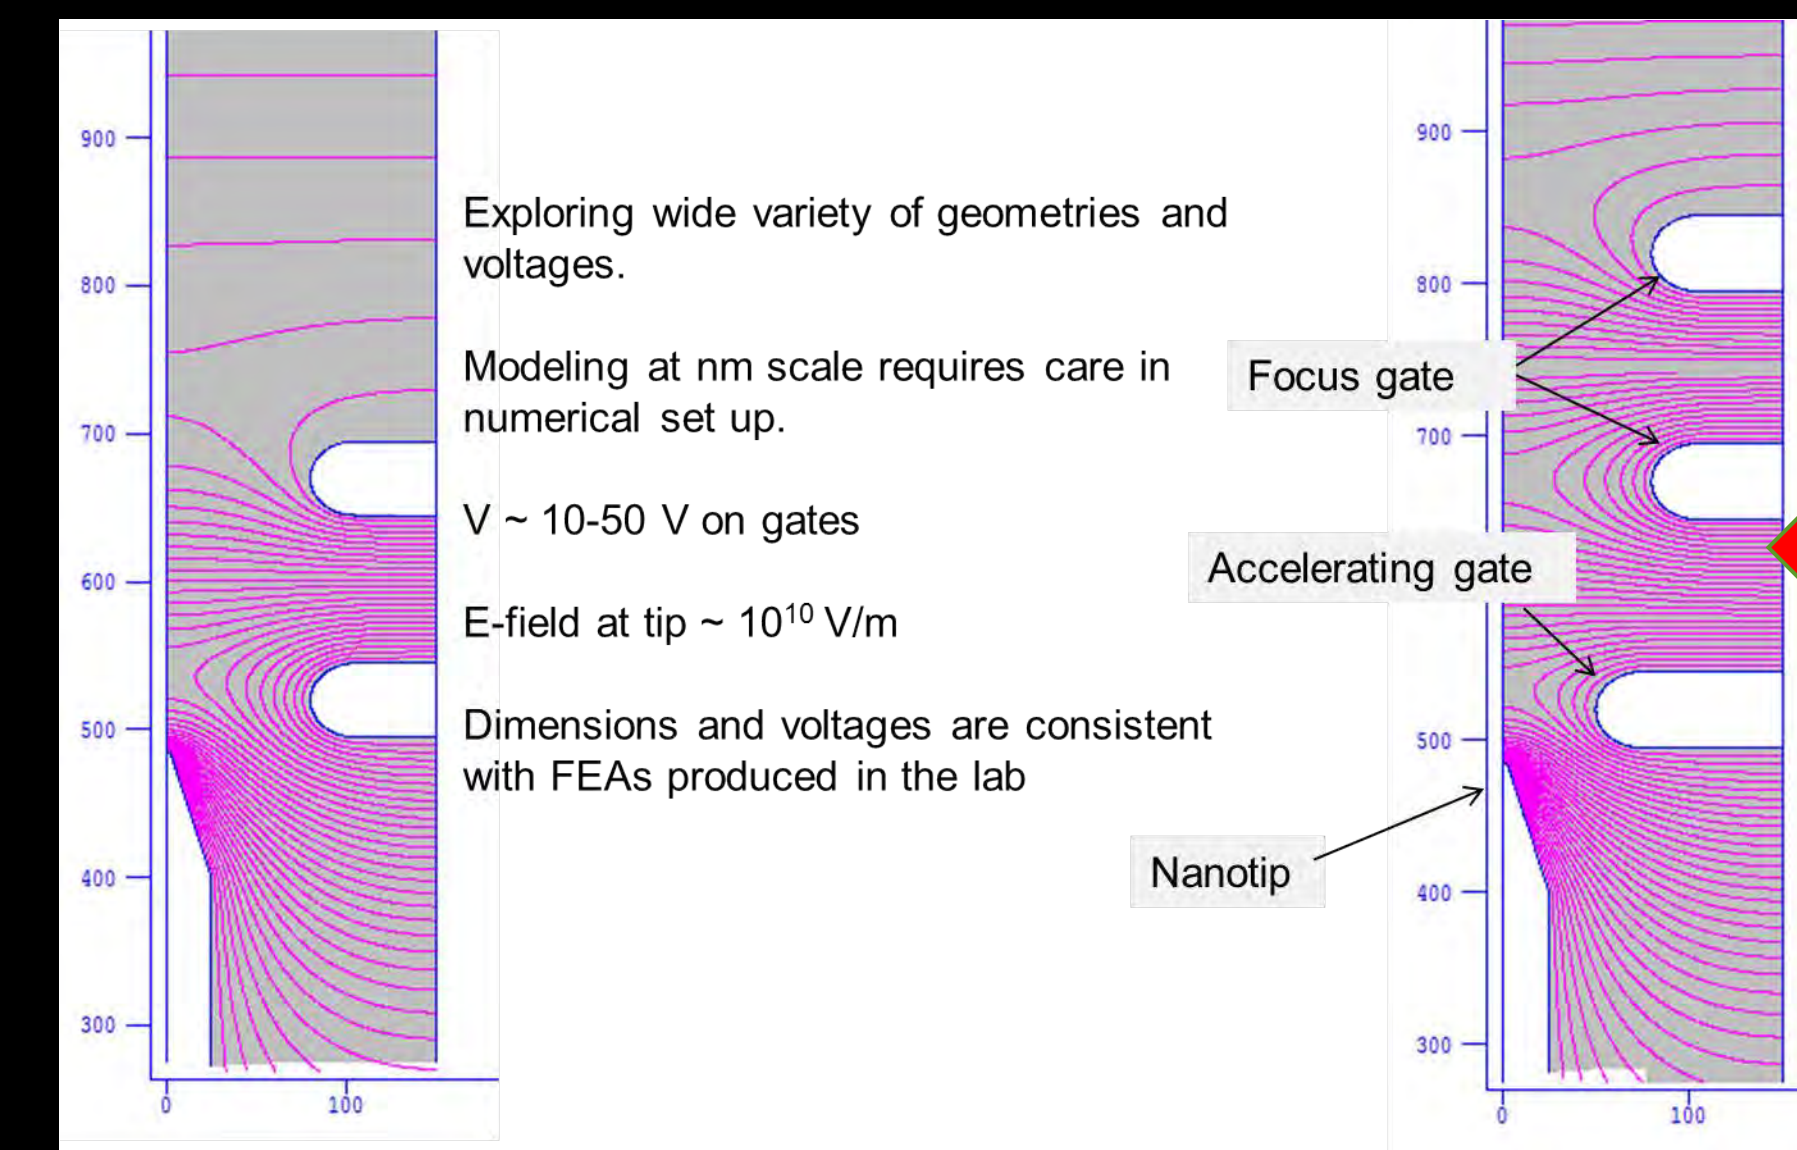 900
800
700
600
500
400
300
0
100
Exploring wide variety of geometries and
voltages.
Modeling at nm scale requires care in
numerical set up.
V ~ 10-50 V on gates
E-field at tip ~ 10¹⁰ V/m
Dimensions and voltages are consistent
with FEAs produced in the lab
Focus gate
Accelerating gate
Nanotip
900
800
700
500
400
300
0
100